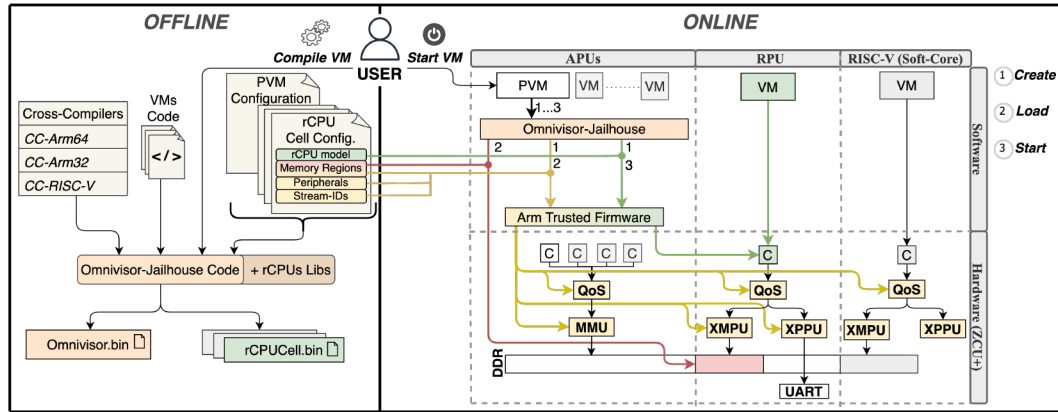 OFFLINE
ONLINE
Compile VM
USER
Start VM
APUs
RPU
RISC-V (Soft-Core)
Software
1 Create
2 Load
3 Start
Cross-Compilers
CC-Arm64
CC-Arm32
CC-RISC-V
VMs
Code
</>
PVM
Configuration
rCPU
Cell Config.
rCPU model
Memory Regions
Peripherals
Stream-IDs
PVM
VM
VM
VM
VM
1...3
Omnivisor-Jailhouse
2
1
2
1
3
Arm Trusted Firmware
Omnivisor-Jailhouse Code
+ rCPUs Libs
Omnivisor.bin
rCPUCell.bin
C
C
C
C
C
C
QoS
QoS
QoS
MMU
XMPU
XPPU
XMPU
XPPU
DDR
UART
Hardware (ZCU+)